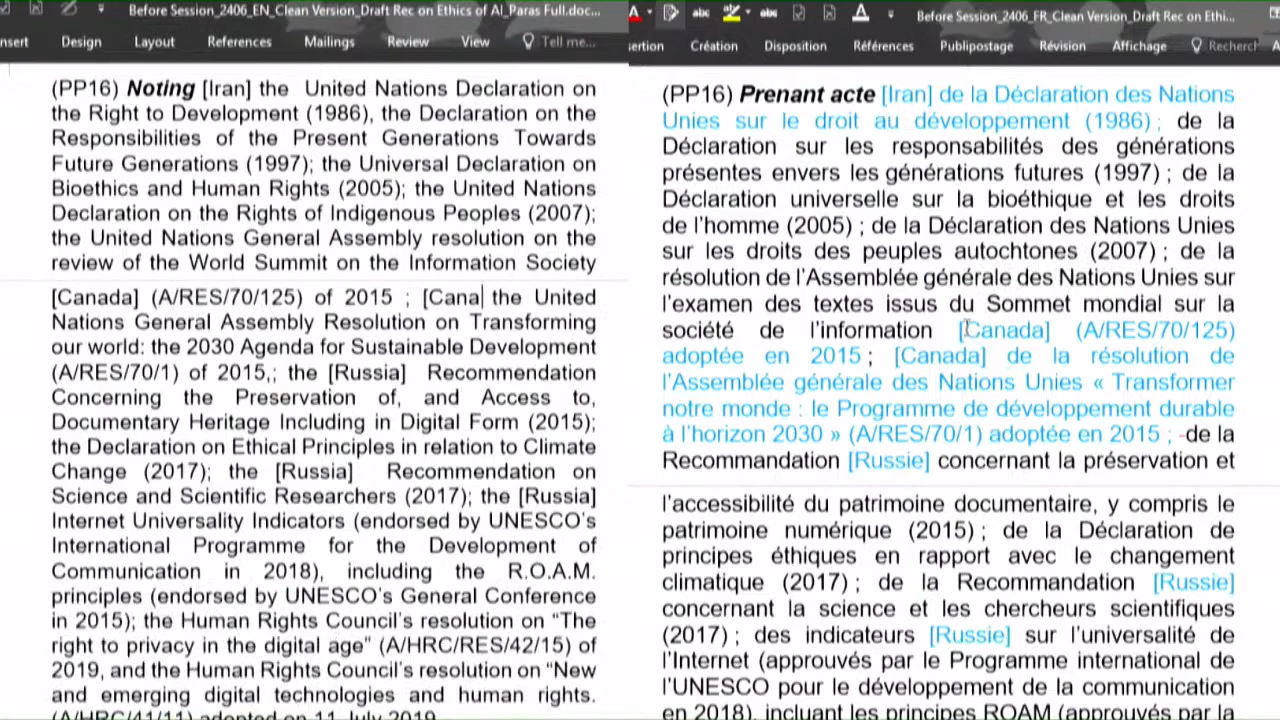 Before Session_2406_EN_Clean Version_Draft Rec on Ethics of AI_Paras Full.doc...
nsert Design Layout References Mailings Review View Tell me...
(PP16) Noting [Iran] the United Nations Declaration on
the Right to Development (1986), the Declaration on the
Responsibilities of the Present Generations Towards
Future Generations (1997); the Universal Declaration on
Bioethics and Human Rights (2005); the United Nations
Declaration on the Rights of Indigenous Peoples (2007);
the United Nations General Assembly resolution on the
review of the World Summit on the Information Society
[Canada] (A/RES/70/125) of 2015 ; [Cana the United
Nations General Assembly Resolution on Transforming
our world: the 2030 Agenda for Sustainable Development
(A/RES/70/1) of 2015,; the [Russia] Recommendation
Concerning the Preservation of, and Access to,
Documentary Heritage Including in Digital Form (2015);
the Declaration on Ethical Principles in relation to Climate
Change (2017); the [Russia] Recommendation on
Science and Scientific Researchers (2017); the [Russia]
Internet Universality Indicators (endorsed by UNESCO's
International Programme for the Development of
Communication in 2018), including the R.O.A.M.
principles (endorsed by UNESCO's General Conference
in 2015); the Human Rights Council's resolution on "The
right to privacy in the digital age" (A/HRC/RES/42/15) of
2019, and the Human Rights Council's resolution on "New
and emerging digital technologies and human rights.
(A/HRC/41/11) adopted on 11 July 2019
Before Session_2406_FR_Clean Version_Draft Rec on Ethi...
sertion Création Disposition Références Publipostage Révision Affichage Recherch
(PP16) Prenant acte [Iran] de la Déclaration des Nations
Unies sur le droit au développement (1986) ; de la
Déclaration sur les responsabilités des générations
présentes envers les générations futures (1997) ; de la
Déclaration universelle sur la bioéthique et les droits
de l'homme (2005) ; de la Déclaration des Nations Unies
sur les droits des peuples autochtones (2007) ; de la
résolution de l'Assemblée générale des Nations Unies sur
l'examen des textes issus du Sommet mondial sur la
société de l'information [Canada] (A/RES/70/125)
adoptée en 2015 ; [Canada] de la résolution de
l'Assemblée générale des Nations Unies « Transformer
notre monde : le Programme de développement durable
à l'horizon 2030 » (A/RES/70/1) adoptée en 2015 ; -de la
Recommandation [Russie] concernant la préservation et
l'accessibilité du patrimoine documentaire, y compris le
patrimoine numérique (2015) ; de la Déclaration de
principes éthiques en rapport avec le changement
climatique (2017) ; de la Recommandation [Russie]
concernant la science et les chercheurs scientifiques
(2017) ; des indicateurs [Russie] sur l'universalité de
l'Internet (approuvés par le Programme international de
l'UNESCO pour le développement de la communication
en 2018), incluant les principes ROAM (approuvés par la